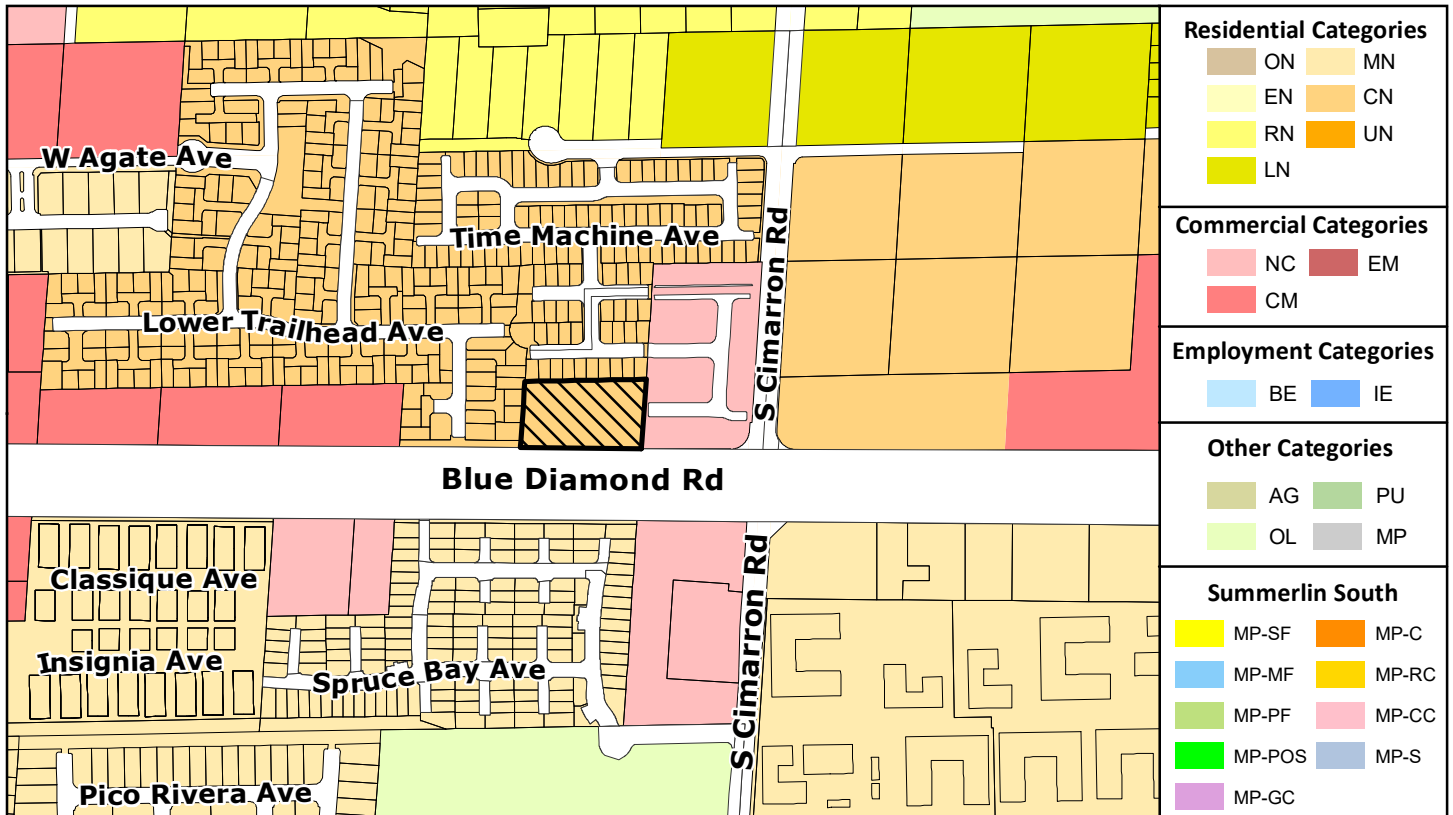 W Agate Ave
Time Machine Ave
S Cimarron Rd
Lower Trailhead Ave
Blue Diamond Rd
Classique Ave
Insignia Ave
Spruce Bay Ave
S Cimarron Rd
Pico Rivera Ave
Residential Categories
ON MN
EN CN
RN UN
LN
Commercial Categories
NC EM
CM
Employment Categories
BE IE
Other Categories
AG PU
OL MP
Summerlin South
MP-SF MP-C
MP-MF MP-RC
MP-PF MP-CC
MP-POS MP-S
MP-GC